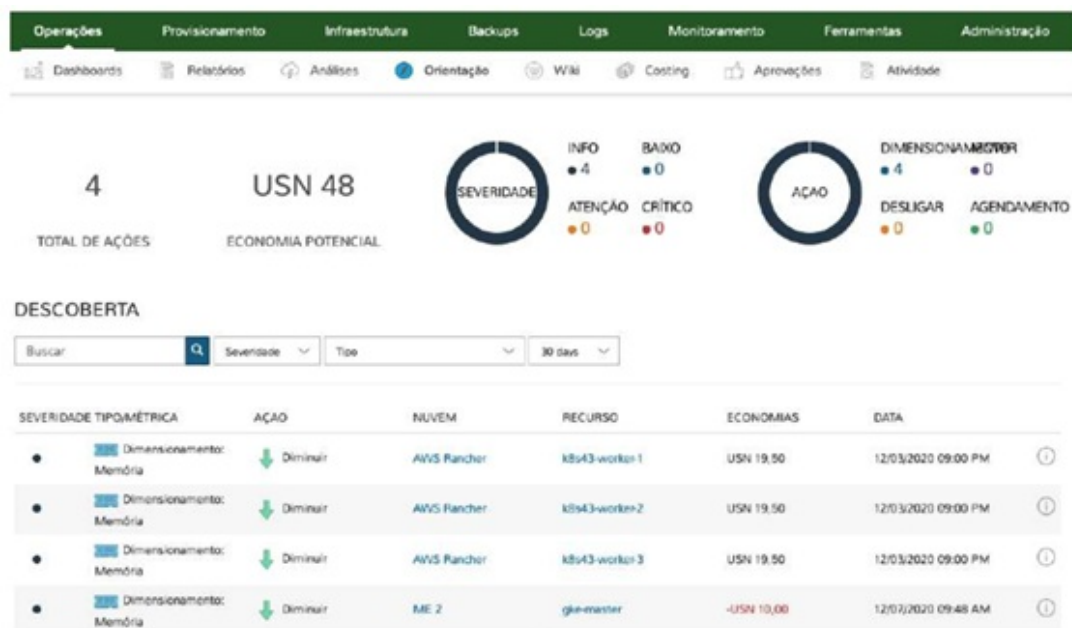 Operações Provisionamento Infraestrutura Backups Logs Monitoramento Ferramentas Administração
Dashboards Relatórios Análises Orientação Wiki Costing Aprovações Atividade
4
TOTAL DE AÇÕES
USN 48
ECONOMIA POTENCIAL
SEVERIDADE
INFO BAIXO
4 0
ATENÇÃO CRÍTICO
0 0
AÇAO
DIMENSIONAMENTO
4 0
DESLIGAR AGENDAMENTO
0 0
DESCOBERTA
Buscar Severidade Tipo 30 days
SEVERIDADE TIPO/MÉTRICA AÇAO NUVEM RECURSO ECONOMIAS DATA
Dimensionamento: Diminuir AWS Rancher k8s43-worker-1 USN 19,50 12/03/2020 09:00 PM
Memória
Dimensionamento: Diminuir AWS Rancher k8s43-worker-2 USN 19,50 12/03/2020 09:00 PM
Memória
Dimensionamento: Diminuir AWS Rancher k8s43-worker-3 USN 19,50 12/03/2020 09:00 PM
Memória
Dimensionamento: Diminuir ME 2 gke-master -USN 10,00 12/07/2020 09:48 AM
Memória